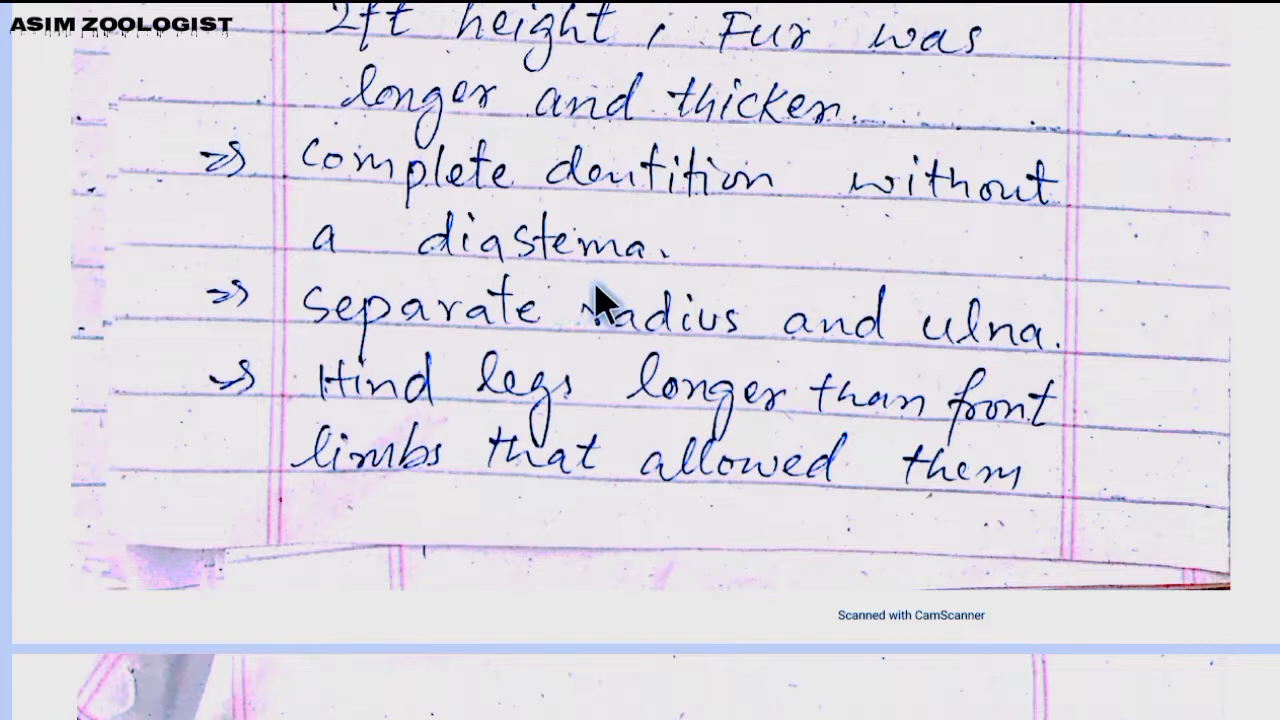 ASIM ZOOLOGIST
2ft height, Fur was
longer and thicker.
=> complete dentition without
a diastema.
=> separate radius and ulna.
=> Hind legs longer than front
limbs that allowed them
Scanned with CamScanner